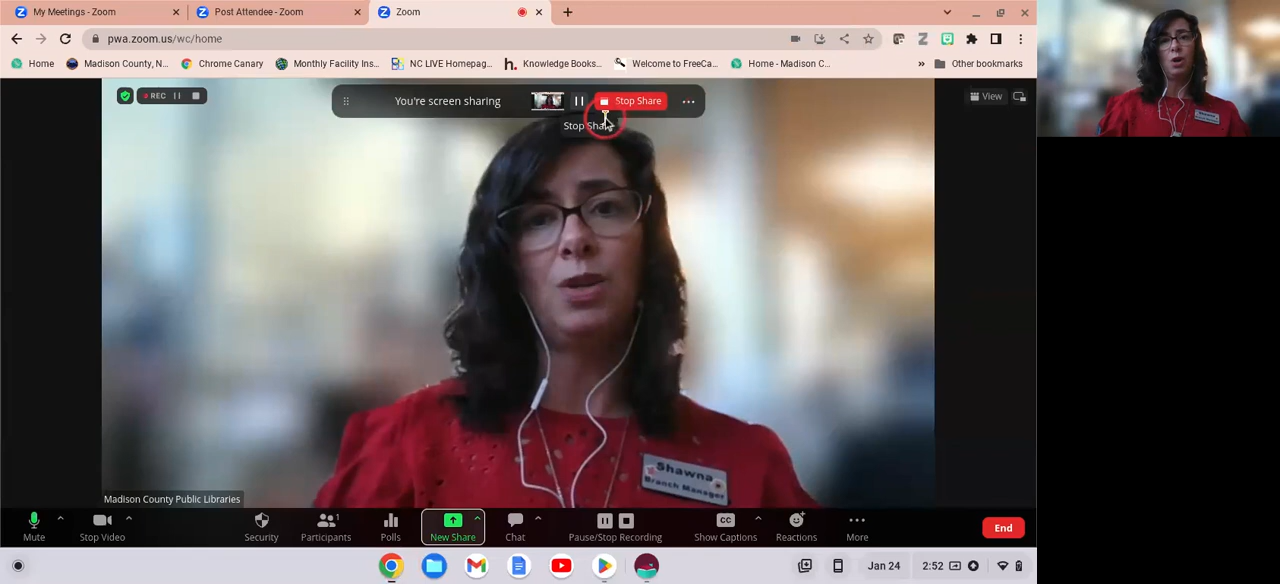 My Meetings - Zoom
Post Attendee - Zoom
Zoom
pwa.zoom.us/wc/home
Home
Madison County, N...
Chrome Canary
Monthly Facility Ins...
NC LIVE Homepag...
Knowledge Books...
Welcome to FreeCa...
Home - Madison C...
Other bookmarks
REC
You're screen sharing
Stop Share
View
Stop Share
Shawna
Branch Manager
Madison County Public Libraries
Mute
Stop Video
Security
Participants
1
Polls
New Share
Chat
Pause/Stop Recording
CC
Show Captions
Reactions
More
End
Jan 24
2:52